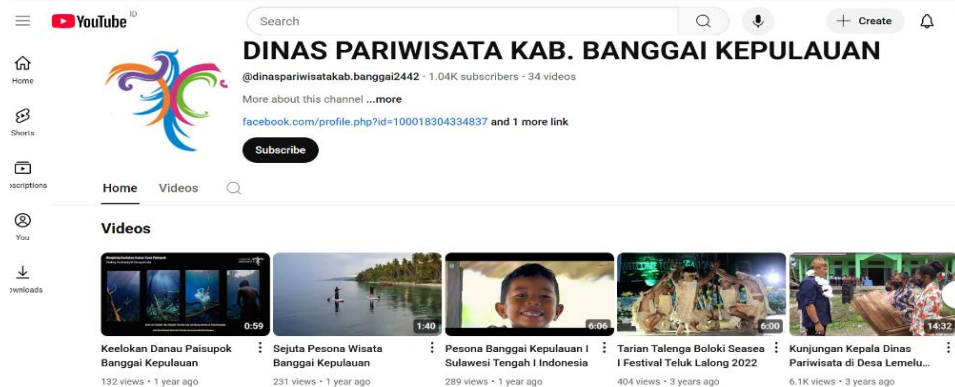 YouTube ID
Search
Create
DINAS PARIWISATA KAB. BANGGAI KEPULAUAN
@dinaspariwisatakab.banggai2442 · 1.04K subscribers · 34 videos
More about this channel ...more
facebook.com/profile.php?id=100018304334837 and 1 more link
Subscribe
Home
Shorts
oscriptions
You
ownloads
Home Videos
Videos
0:59
1:40
6:06
6:00
14:32
Keelokan Danau Paisupok
Banggai Kepulauan
132 views • 1 year ago
Sejuta Pesona Wisata
Banggai Kepulauan
231 views • 1 year ago
Pesona Banggai Kepulauan I
Sulawesi Tengah I Indonesia
289 views • 1 year ago
Tarian Talenga Boloki Seasea
I Festival Teluk Lalong 2022
404 views • 3 years ago
Kunjungan Kepala Dinas
Pariwisata di Desa Lemelu...
6.1K views • 3 years ago